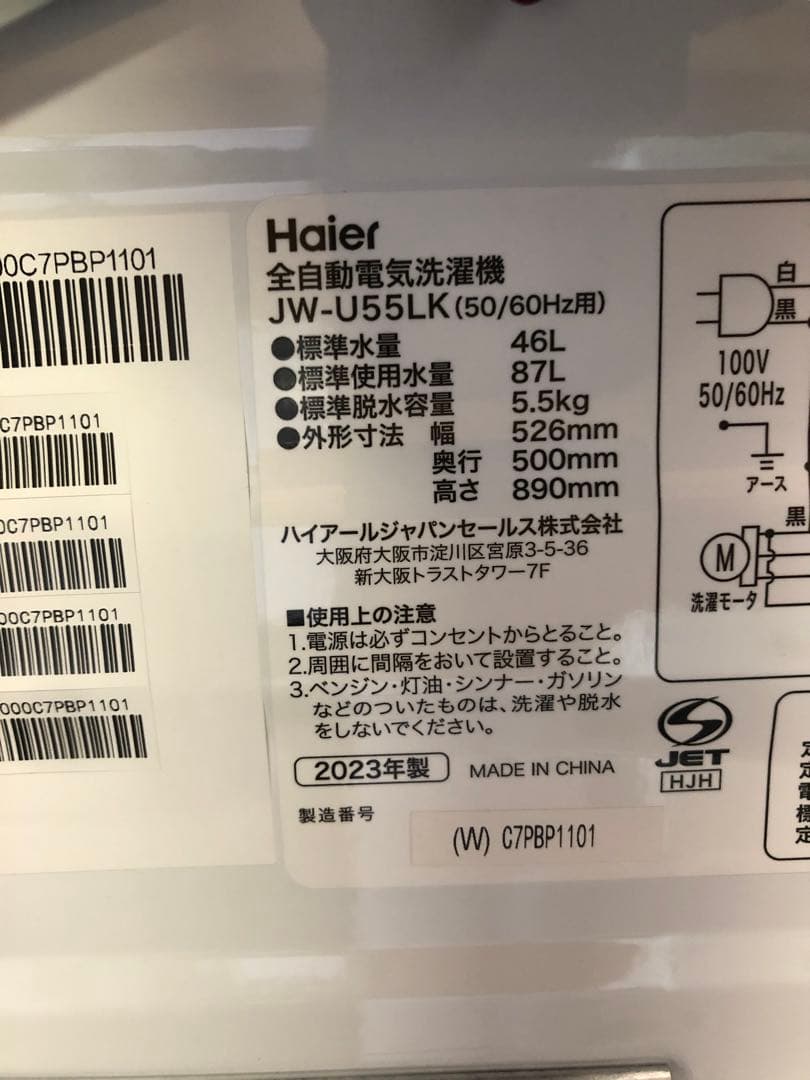 00C7PBP1101
C7PBP1101
0C7PBP1101
00C7PBP1101
000C7PBP1101
Haier
全自動電気洗濯機
JW-U55LK(50/60Hz用)
●標準水量 46L
●標準使用水量 87L
●標準脱水容量 5.5kg
●外形寸法 幅 526mm
奥行 500mm
高さ 890mm
ハイアールジャパンセールス株式会社
大阪府大阪市淀川区宮原3-5-36
新大阪トラストタワー7F
■使用上の注意
1.電源は必ずコンセントからとること。
2.周囲に間隔をおいて設置すること。
3.ベンジン・灯油・シンナー・ガソリン
などのついたものは、洗濯や脱水
をしないでください。
2023年製 MADE IN CHINA
製造番号
(W) C7PBP1101
白
黒
100V
50/60Hz
アース
黒
M
洗濯モータ
JET
HJH
定
定
電
標
定